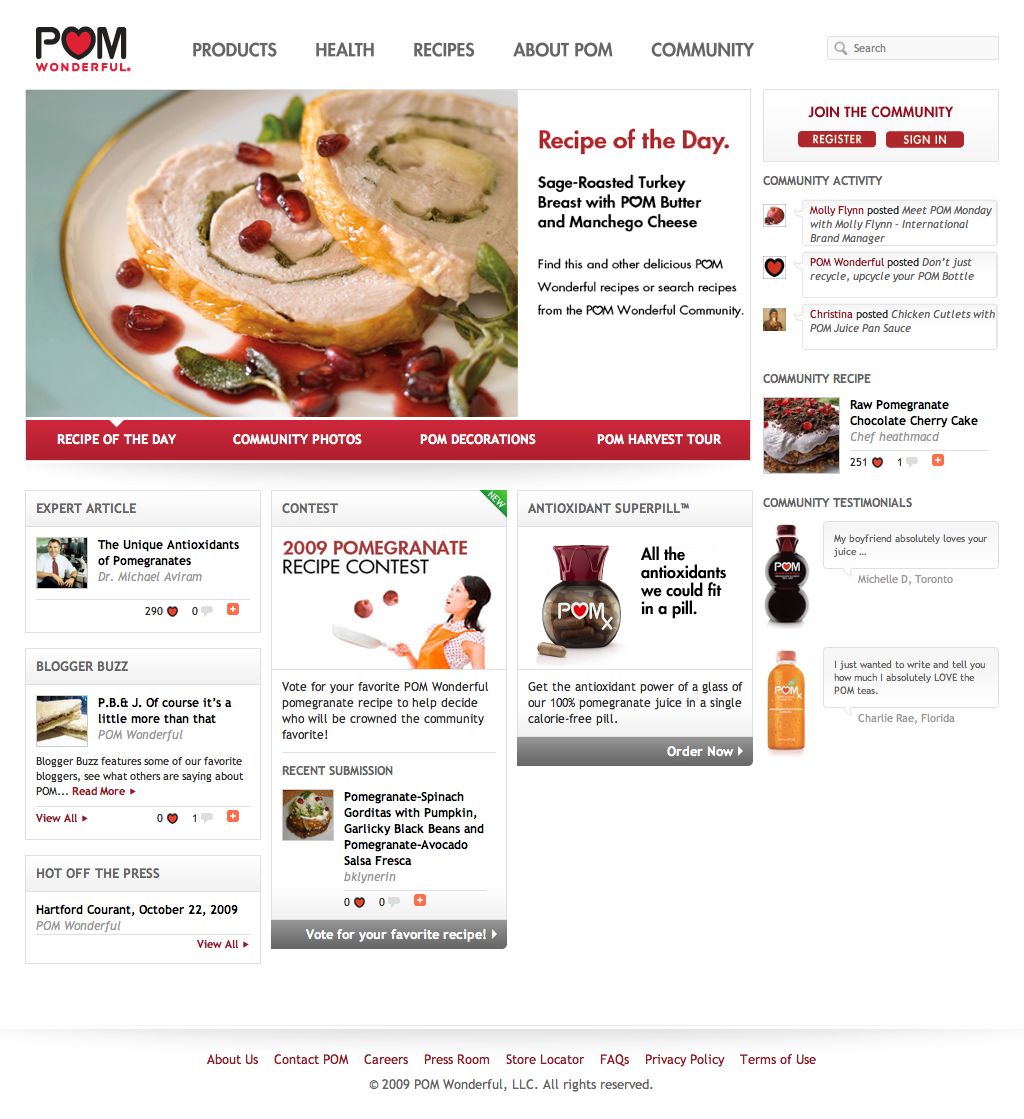 POM
WONDERFUL.
PRODUCTS HEALTH RECIPES ABOUT POM COMMUNITY
Search
Recipe of the Day.
Sage-Roasted Turkey
Breast with POM Butter
and Manchego Cheese
Find this and other delicious POM
Wonderful recipes or search recipes
from the POM Wonderful Community.
RECIPE OF THE DAY COMMUNITY PHOTOS POM DECORATIONS POM HARVEST TOUR
JOIN THE COMMUNITY
REGISTER SIGN IN
COMMUNITY ACTIVITY
Molly Flynn posted Meet POM Monday
with Molly Flynn - International
Brand Manager
POM Wonderful posted Don't just
recycle, upcycle your POM Bottle
Christina posted Chicken Cutlets with
POM Juice Pan Sauce
COMMUNITY RECIPE
Raw Pomegranate
Chocolate Cherry Cake
Chef heathmacd
251 1
COMMUNITY TESTIMONIALS
POM
My boyfriend absolutely loves your
juice ...
Michelle D, Toronto
POM
I just wanted to write and tell you
how much I absolutely LOVE the
POM teas.
Charlie Rae, Florida
EXPERT ARTICLE
The Unique Antioxidants
of Pomegranates
Dr. Michael Aviram
290 0
BLOGGER BUZZ
P.B.& J. Of course it's a
little more than that
POM Wonderful
Blogger Buzz features some of our favorite
bloggers, see what others are saying about
POM... Read More
View All 0 1
HOT OFF THE PRESS
Hartford Courant, October 22, 2009
POM Wonderful
View All
CONTEST
NEW
2009 POMEGRANATE
RECIPE CONTEST
Vote for your favorite POM Wonderful
pomegranate recipe to help decide
who will be crowned the community
favorite!
RECENT SUBMISSION
Pomegranate-Spinach
Gorditas with Pumpkin,
Garlicky Black Beans and
Pomegranate-Avocado
Salsa Fresca
bklynerin
0 0
Vote for your favorite recipe!
ANTIOXIDANT SUPERPILL™
POMx
All the
antioxidants
we could fit
in a pill.
Get the antioxidant power of a glass of
our 100% pomegranate juice in a single
calorie-free pill.
Order Now
About Us Contact POM Careers Press Room Store Locator FAQs Privacy Policy Terms of Use
© 2009 POM Wonderful, LLC. All rights reserved.